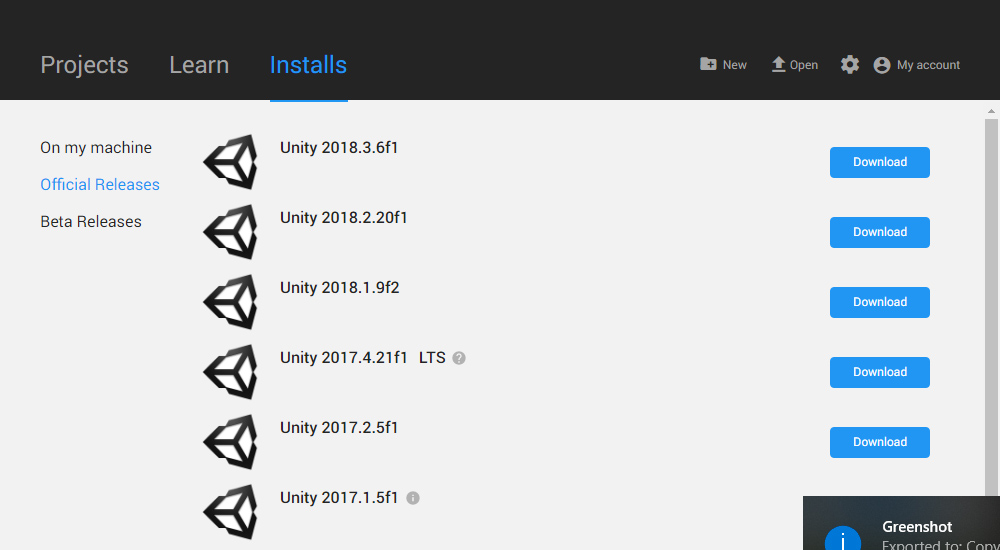 Projects Learn Installs New Open My account
On my machine
Official Releases
Beta Releases
Unity 2018.3.6f1 Download
Unity 2018.2.20f1 Download
Unity 2018.1.9f2 Download
Unity 2017.4.21f1 LTS ? Download
Unity 2017.2.5f1 Download
Unity 2017.1.5f1 i
Greenshot
Exported to: Copy